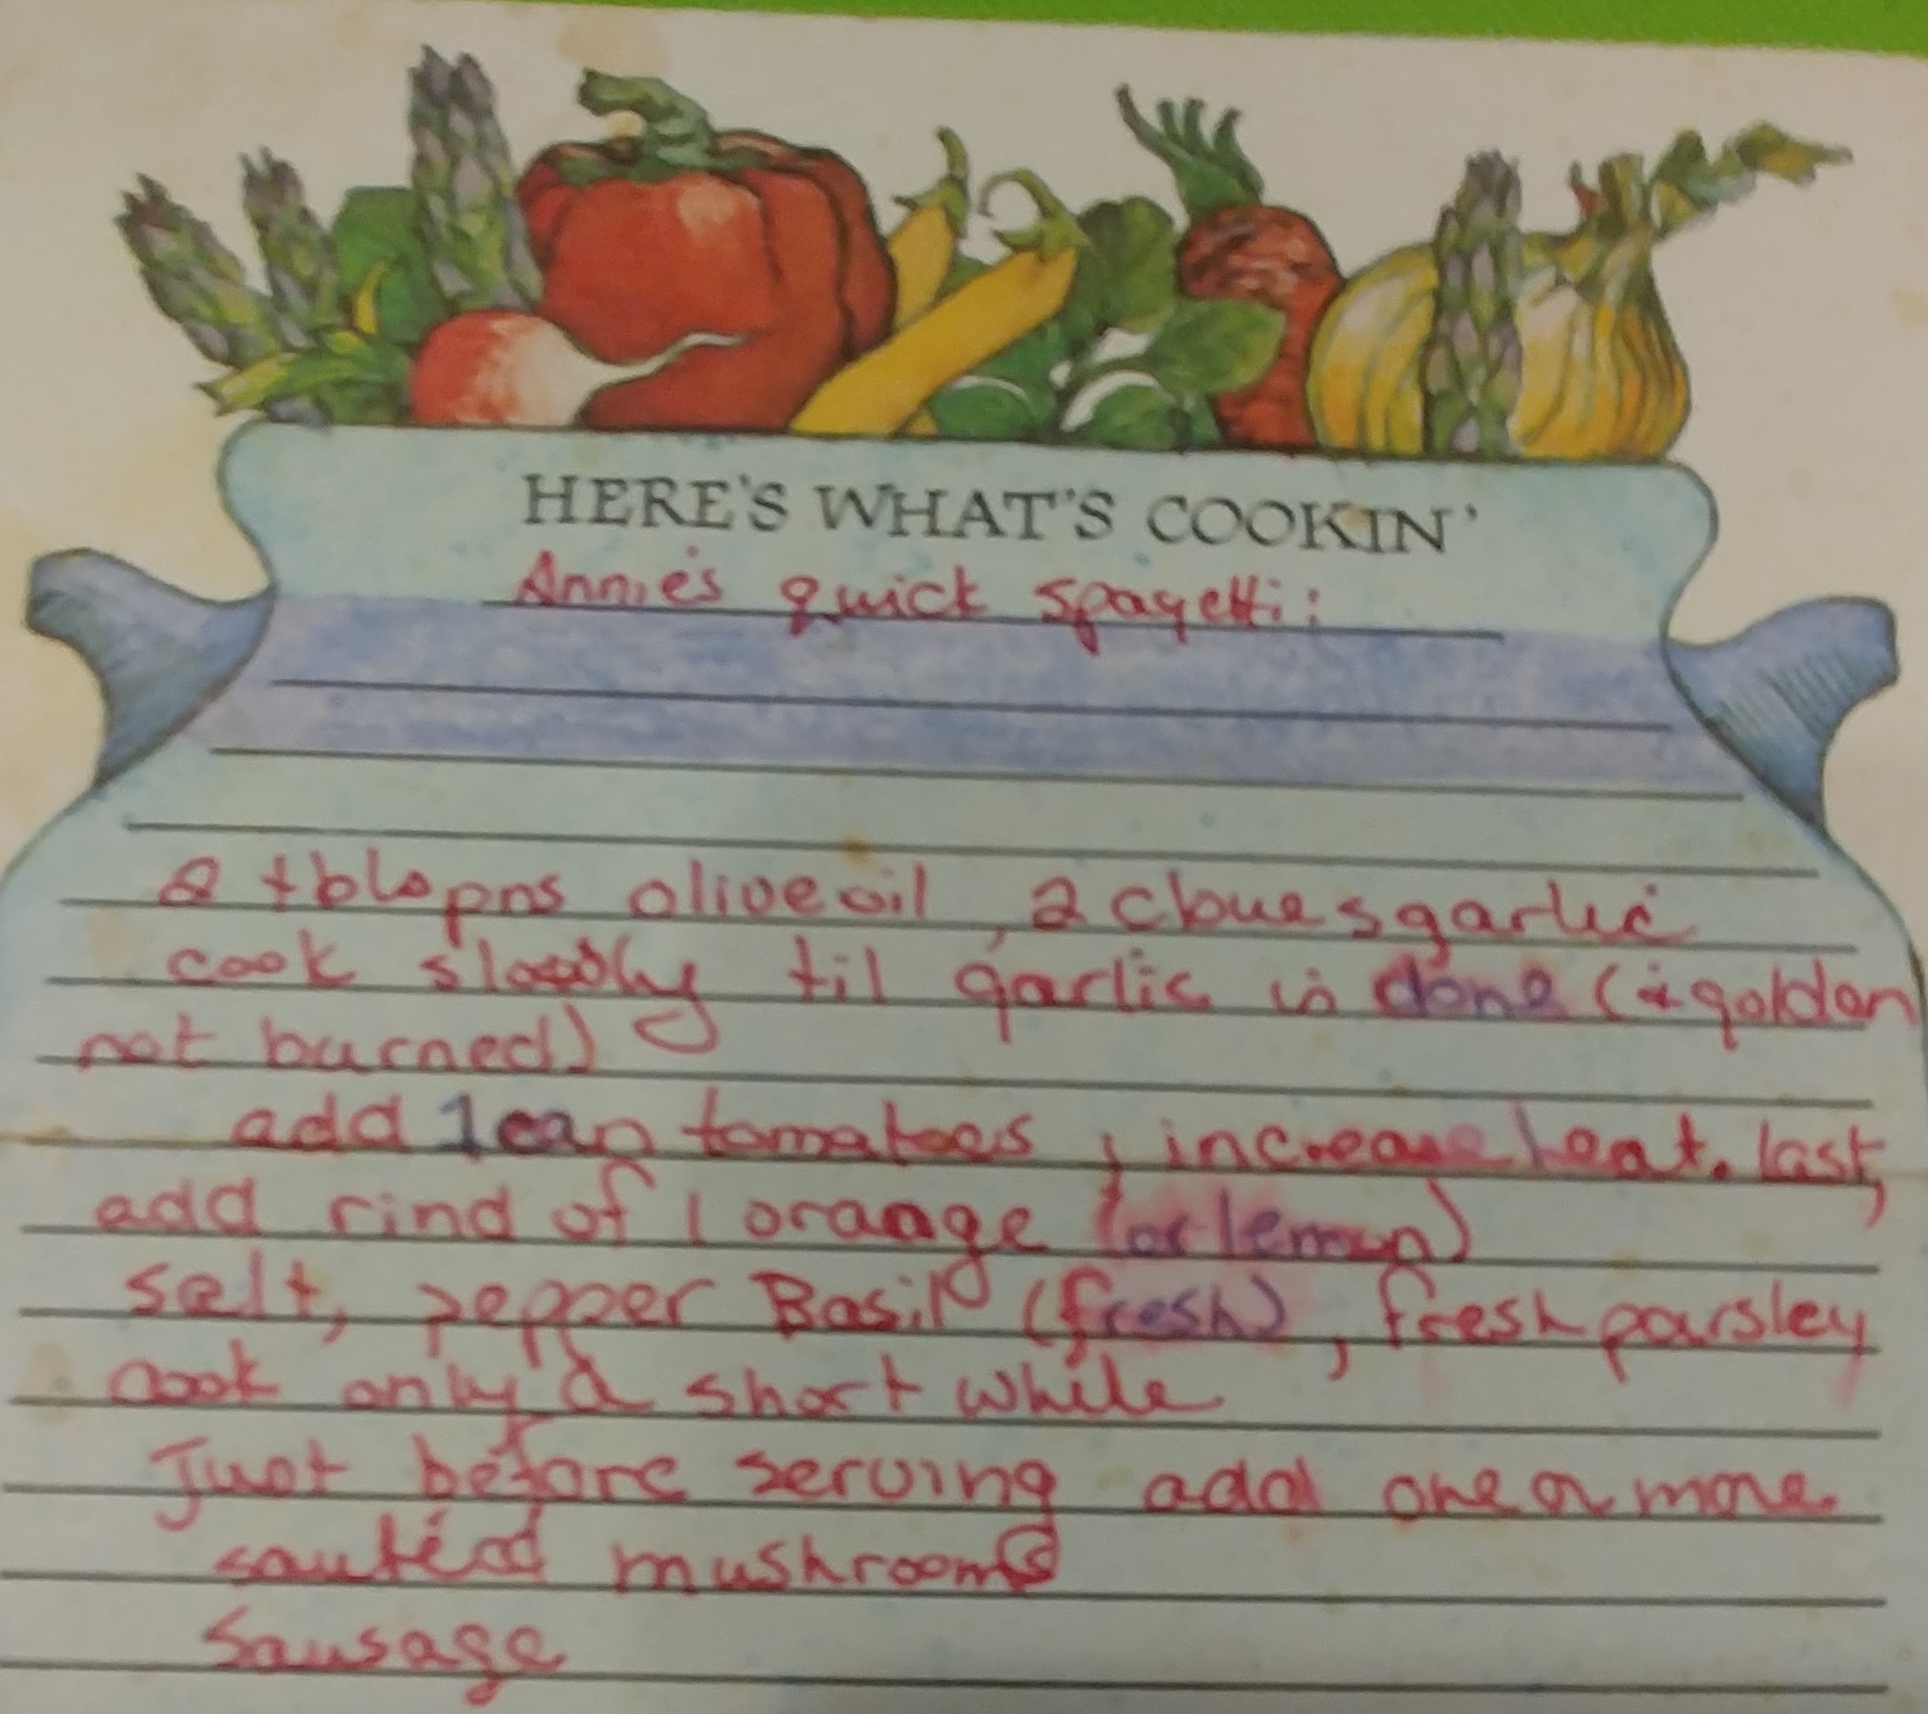 HERE'S WHAT'S COOKIN'
Annie's quick spagetti:
2 tblspns olive oil, 2 cloves garlic
cook slowly til garlic is done (& golden
not burned)
add 1 can tomatoes, increase heat. last,
add rind of 1 orange (or lemon)
salt, pepper Basil (fresh), fresh parsley
cook only a short while
Just before serving add one or more
sautéed mushrooms
Sausage